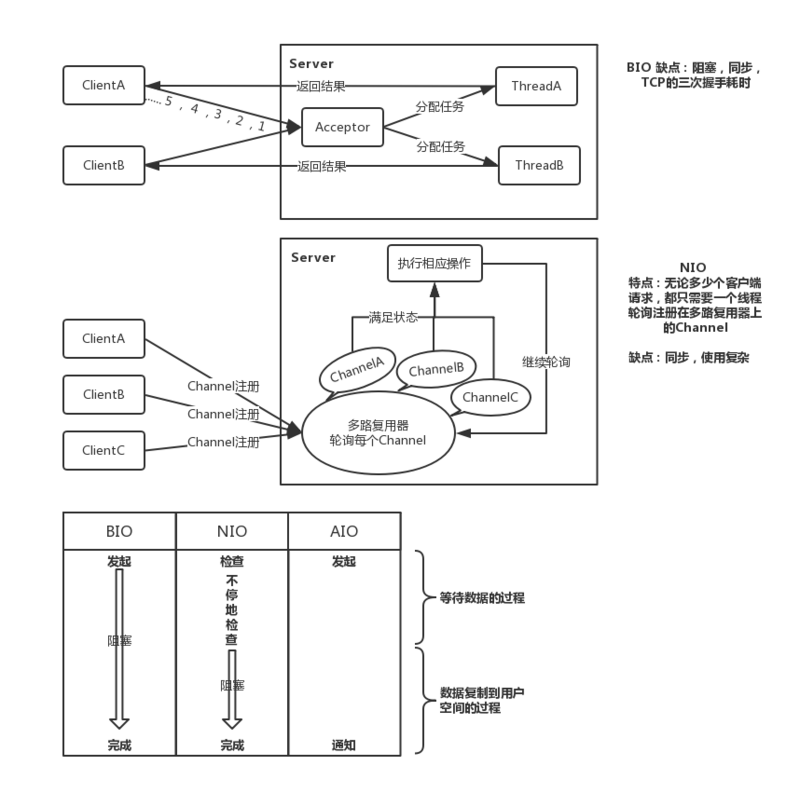 Server
ClientA
返回结果
ThreadA
BIO 缺点：阻塞，同步，
TCP的三次握手耗时
分配任务
.....5，4，3，2，1
Acceptor
分配任务
ClientB
返回结果
ThreadB
Server
执行相应操作
NIO
特点：无论多少个客户端
请求，都只需要一个线程
轮询注册在多路复用器上
的Channel
缺点：同步，使用复杂
满足状态
ClientA
ChannelA
ChannelB
继续轮询
Channel注册
ClientB
ChannelC
Channel注册
多路复用器
轮询每个Channel
Channel注册
ClientC
BIO
NIO
AIO
发起
检查
发起
不
停
地
检
查
等待数据的过程
阻塞
阻塞
数据复制到用户
空间的过程
完成
完成
通知